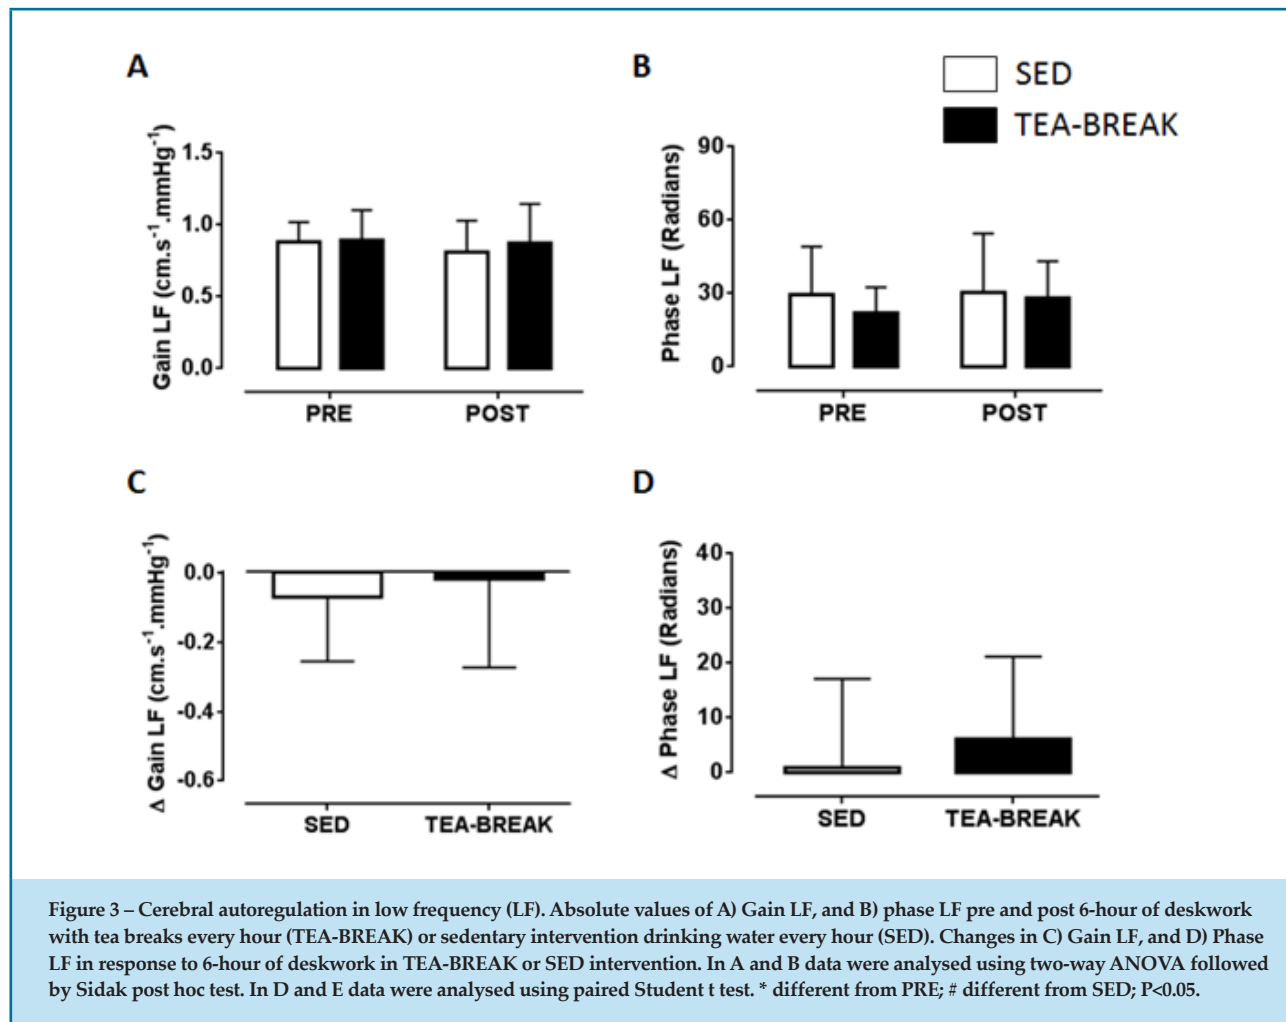 A
B
SED
TEA-BREAK
Gain LF (cm.s⁻¹.mmHg⁻¹)
1.5
1.0
0.5
0.0
PRE
POST
Phase LF (Radians)
90
60
30
0
PRE
POST
C
D
Δ Gain LF (cm.s⁻¹.mmHg⁻¹)
0.0
-0.2
-0.4
-0.6
SED
TEA-BREAK
Δ Phase LF (Radians)
40
30
20
10
0
SED
TEA-BREAK
Figure 3 – Cerebral autoregulation in low frequency (LF). Absolute values of A) Gain LF, and B) phase LF pre and post 6-hour of deskwork
with tea breaks every hour (TEA-BREAK) or sedentary intervention drinking water every hour (SED). Changes in C) Gain LF, and D) Phase
LF in response to 6-hour of deskwork in TEA-BREAK or SED intervention. In A and B data were analysed using two-way ANOVA followed
by Sidak post hoc test. In D and E data were analysed using paired Student t test. * different from PRE; # different from SED; P<0.05.